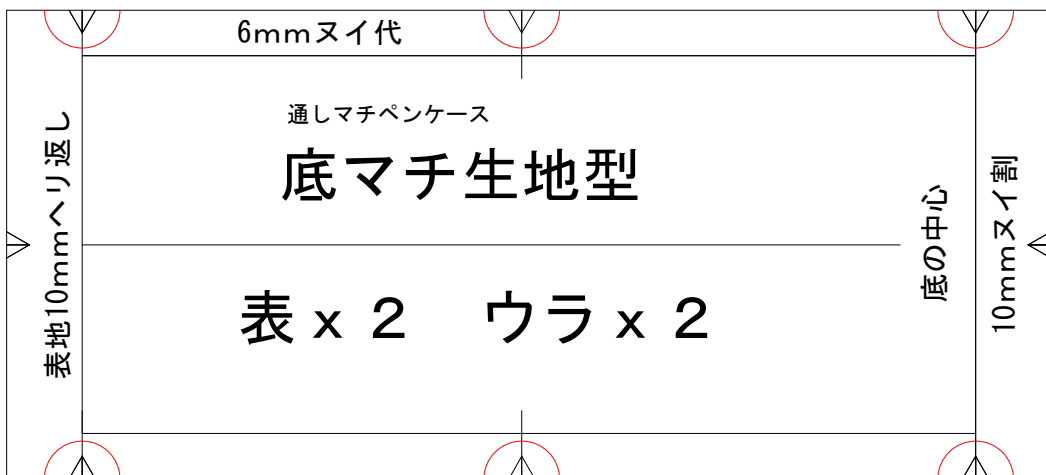 6mmヌイ代
通しマチペンケース
底マチ生地型
表x2　ウラx2
表地10mmヘリ返し
底の中心
10mmヌイ割